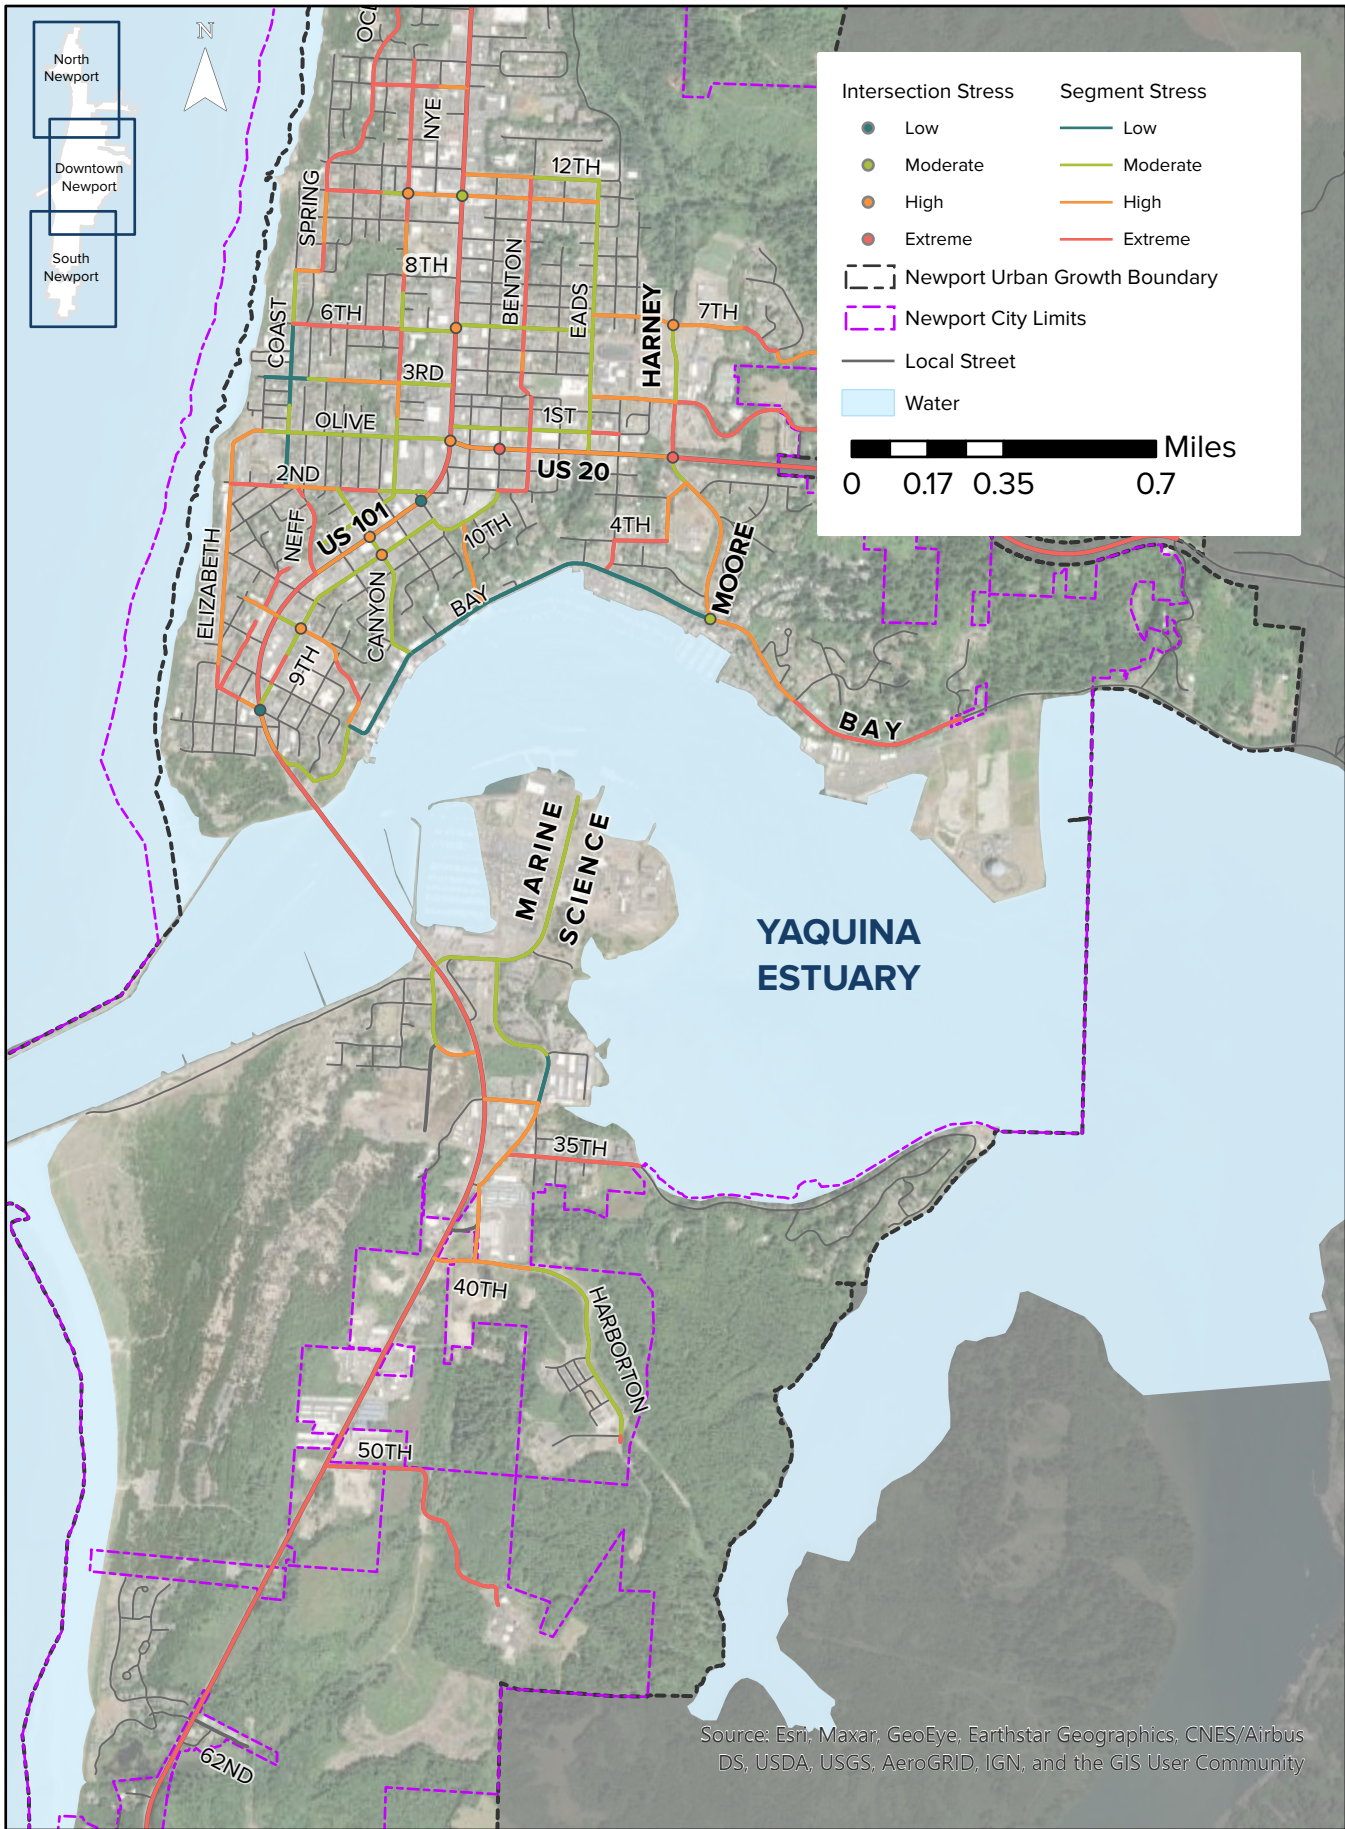 North
Newport
Downtown
Newport
South
Newport
N
Intersection Stress
Low
Moderate
High
Extreme
Segment Stress
Low
Moderate
High
Extreme
Newport Urban Growth Boundary
Newport City Limits
Local Street
Water
Miles
0 0.17 0.35 0.7
NYE
12TH
SPRING
8TH
BENTON
EADS
HARNEY
7TH
COAST
6TH
3RD
OLIVE
1ST
2ND
US 20
NEFF
US 101
10TH
4TH
ELIZABETH
CANYON
BAY
MOORE
9TH
BAY
MARINE
SCIENCE
YAQUINA
ESTUARY
35TH
40TH
HARBORTON
50TH
62ND
Source: Esri, Maxar, GeoEye, Earthstar Geographics, CNES/Airbus
DS, USDA, USGS, AeroGRID, IGN, and the GIS User Community